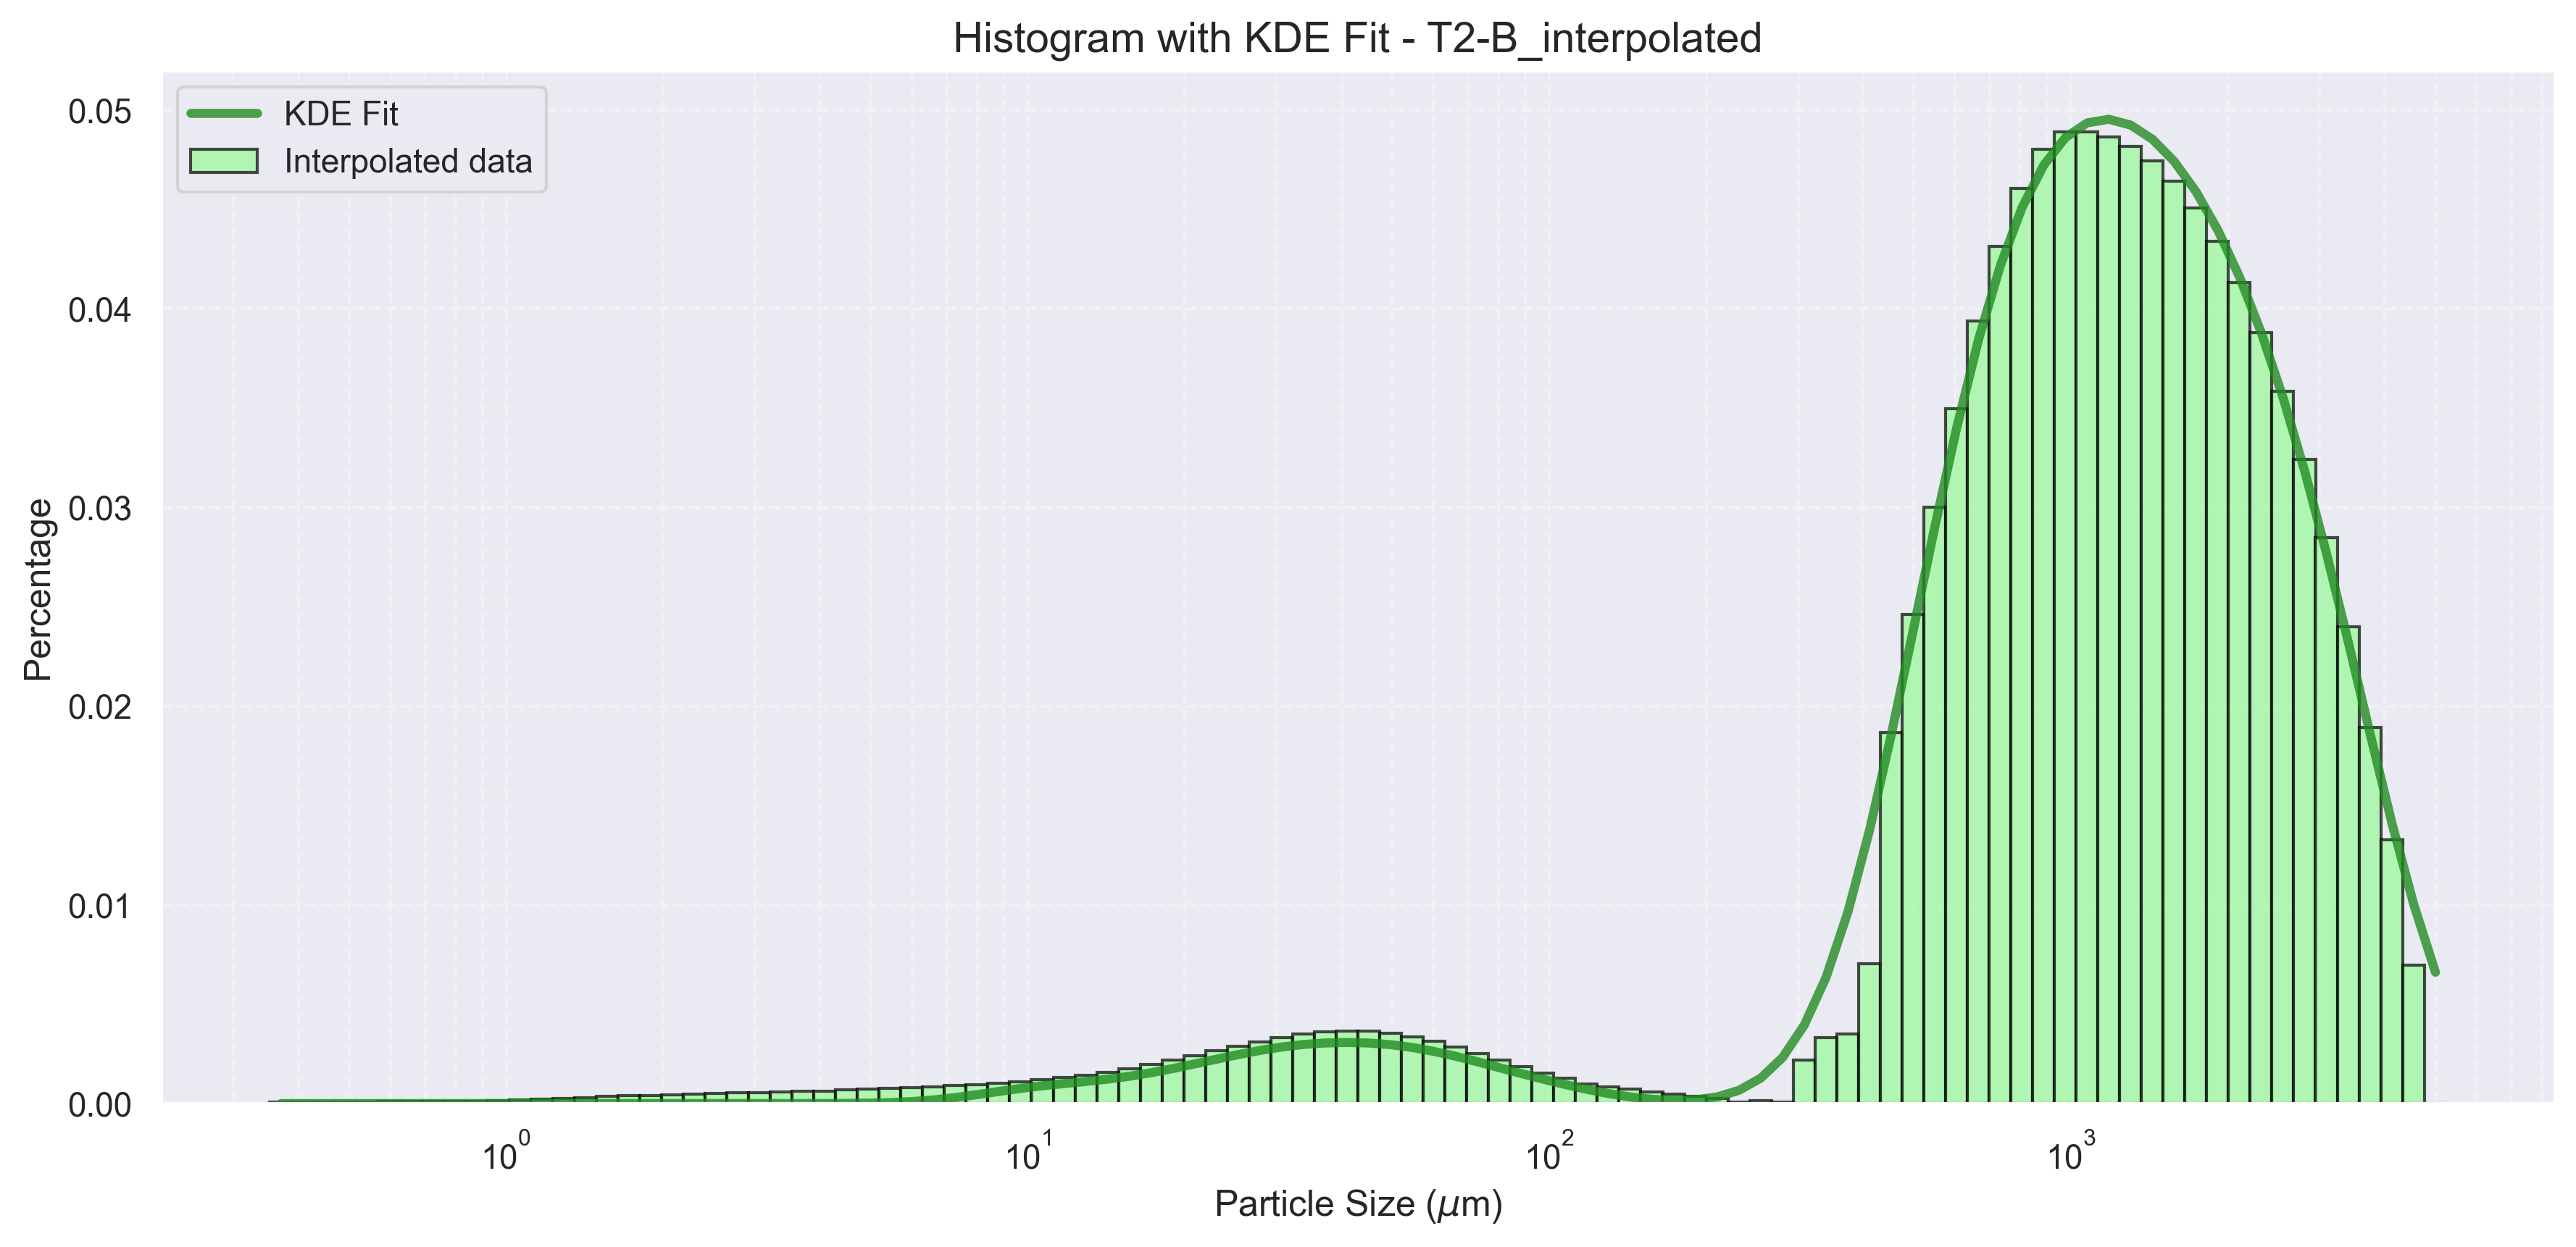 Histogram with KDE Fit - T2-B_interpolated
KDE Fit
Interpolated data
Percentage
0.05
0.04
0.03
0.02
0.01
0.00
10^0
10^1
10^2
10^3
Particle Size (μm)